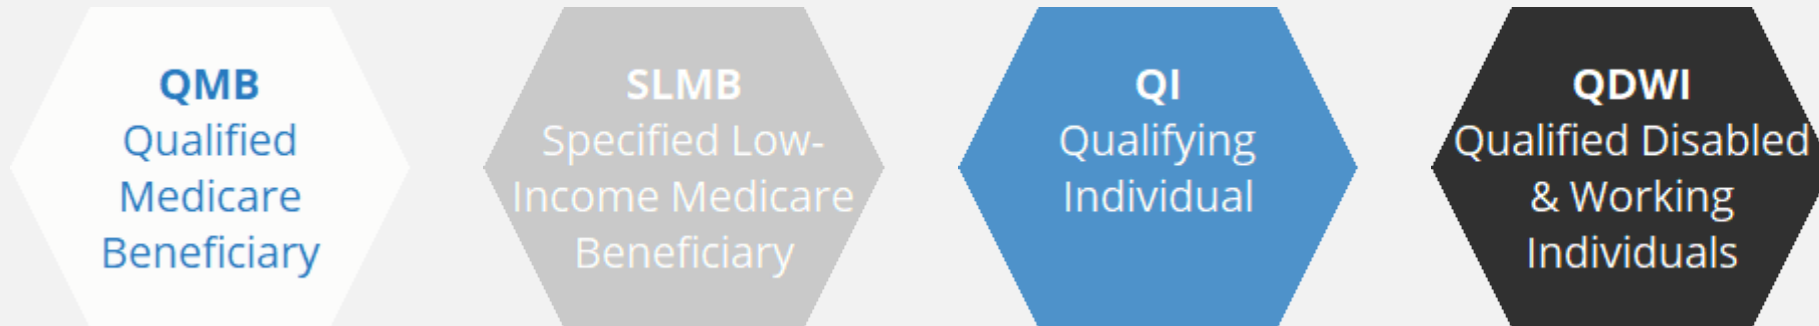 QMB
Qualified
Medicare
Beneficiary
SLMB
Specified Low-
Income Medicare
Beneficiary
QI
Qualifying
Individual
QDWI
Qualified Disabled
& Working
Individuals